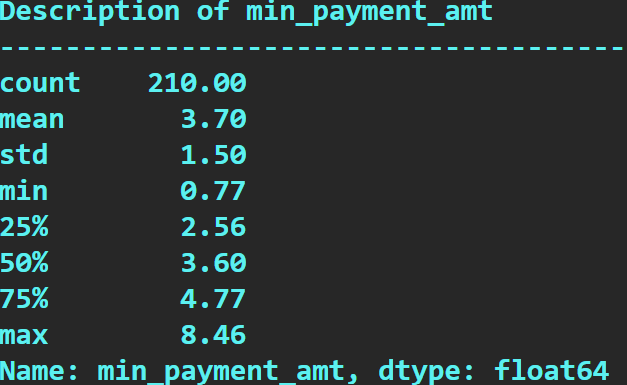 Description of min_payment_amt
---------------------------------------
count    210.00
mean       3.70
std        1.50
min        0.77
25%        2.56
50%        3.60
75%        4.77
max        8.46
Name: min_payment_amt, dtype: float64